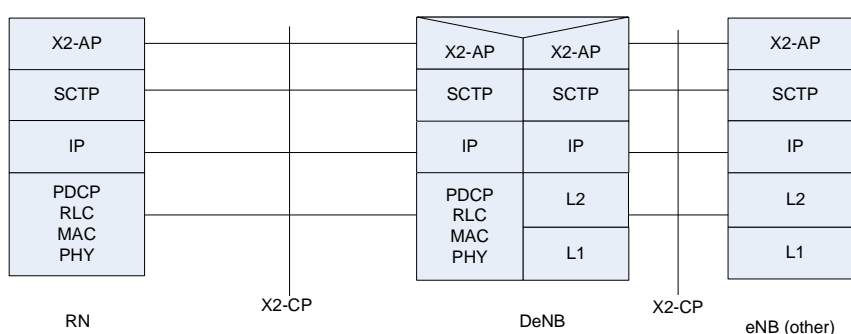 X2-AP
SCTP
IP
PDCP
RLC
MAC
PHY
RN
X2-CP
X2-AP
X2-AP
SCTP
SCTP
IP
IP
PDCP
RLC
MAC
PHY
L2
L1
DeNB
X2-CP
X2-AP
SCTP
IP
L2
L1
eNB (other)